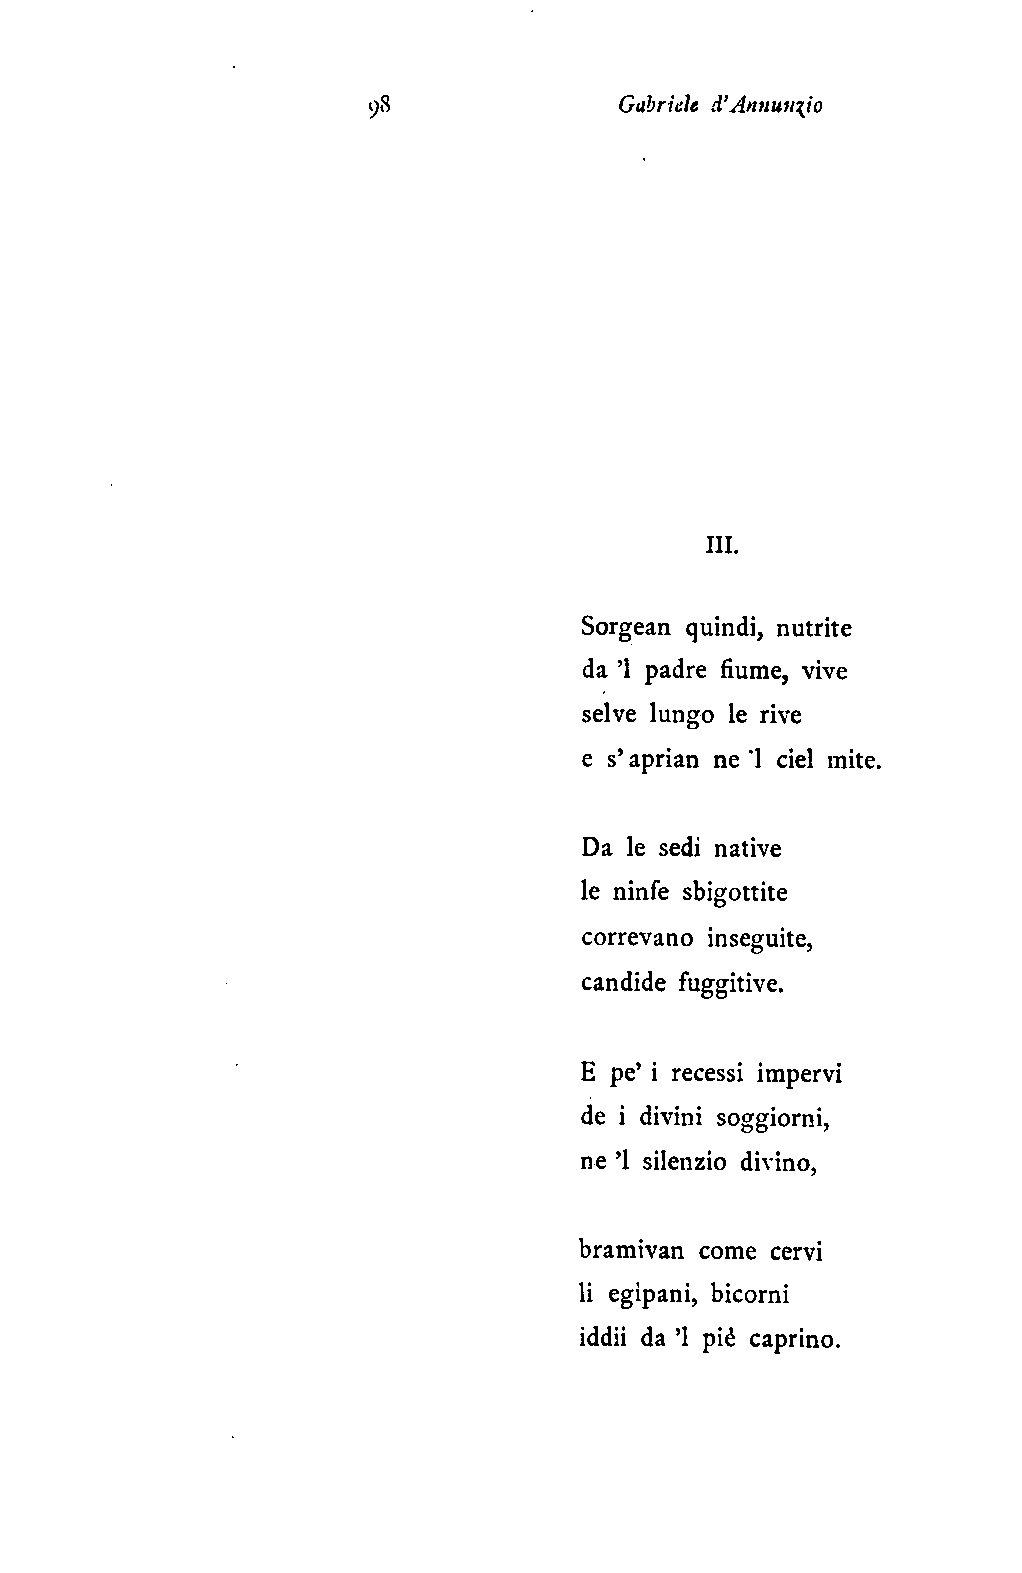 98 Gabriele d'Annunzio
III.
Sorgean quindi, nutrite
da 'l padre fiume, vive
selve lungo le rive
e s'aprian ne 'l ciel mite.
Da le sedi native
le ninfe sbigottite
correvano inseguite,
candide fuggitive.
E pe' i recessi impervi
de i divini soggiorni,
ne 'l silenzio divino,
bramivan come cervi
li egipani, bicorni
iddii da 'l piè caprino.